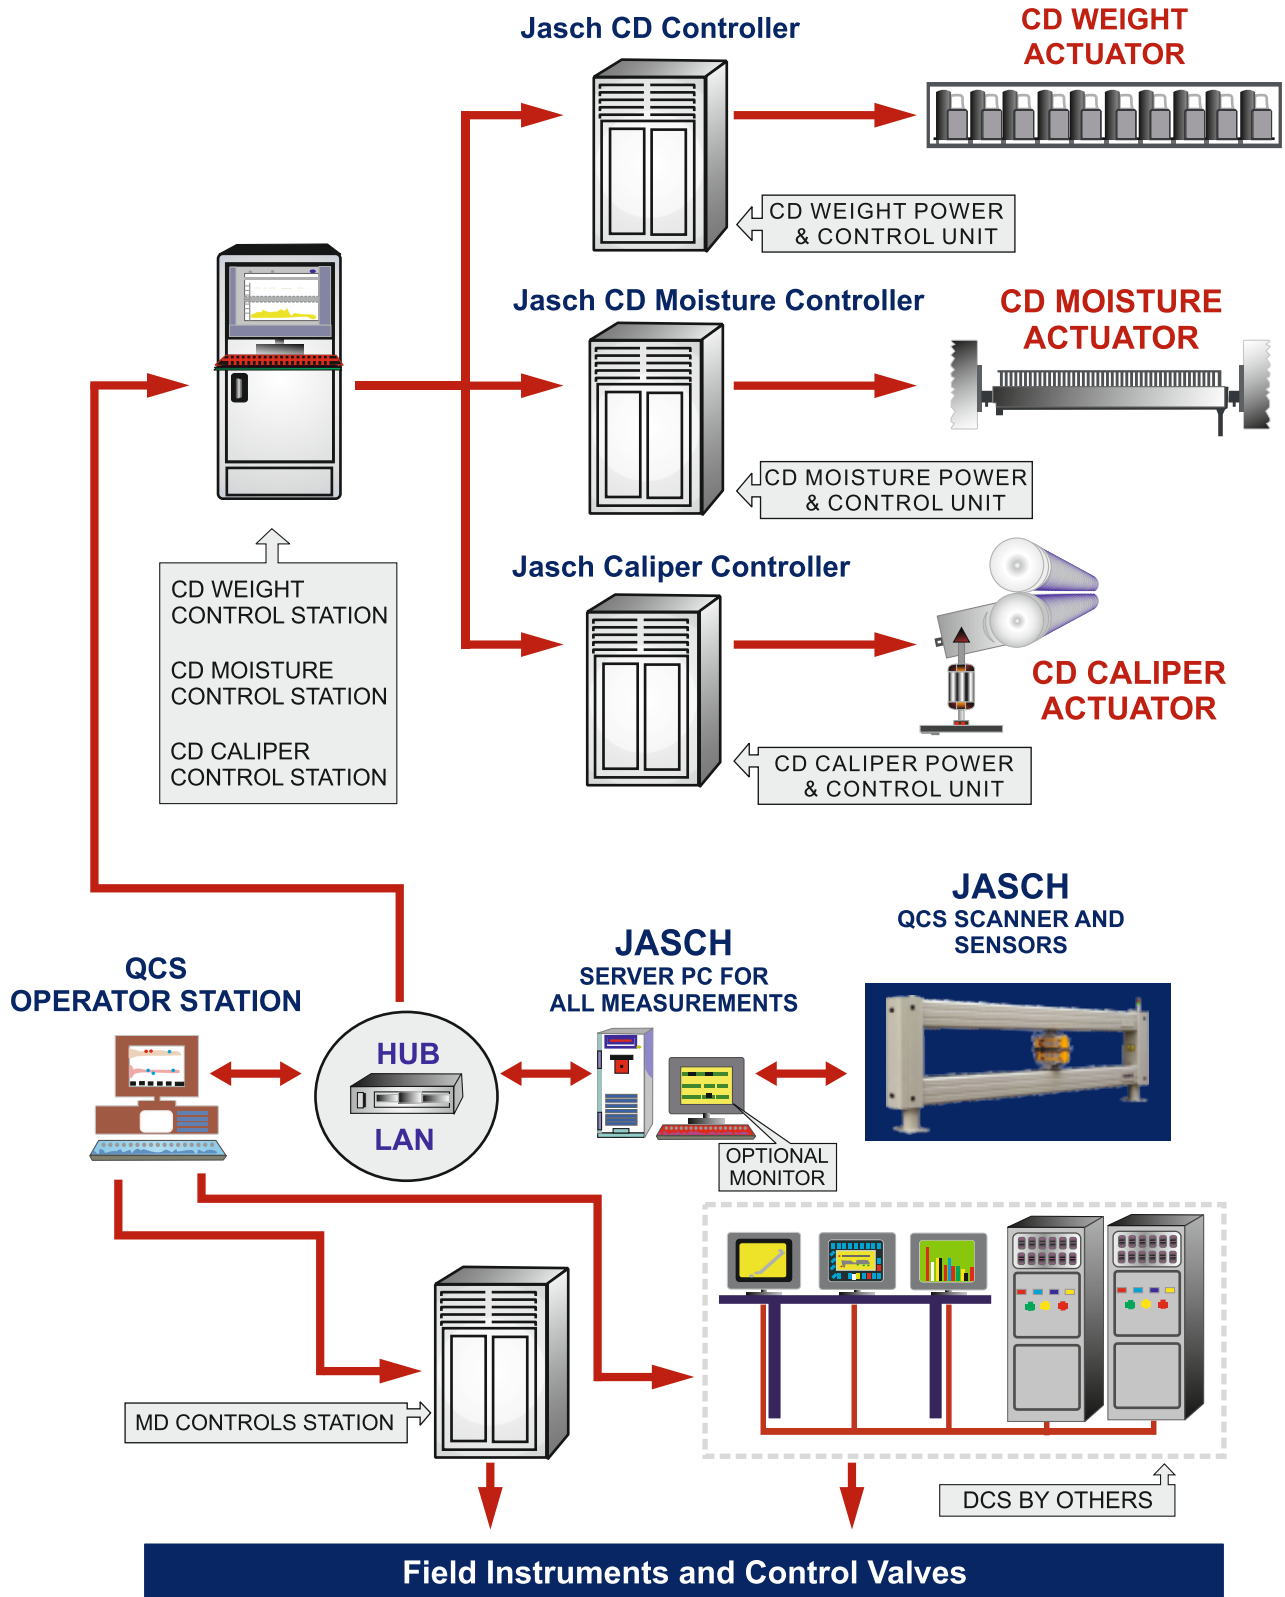 Jasch CD Controller
CD WEIGHT
ACTUATOR
CD WEIGHT POWER
& CONTROL UNIT
Jasch CD Moisture Controller
CD MOISTURE
ACTUATOR
CD MOISTURE POWER
& CONTROL UNIT
Jasch Caliper Controller
CD CALIPER
ACTUATOR
CD CALIPER POWER
& CONTROL UNIT
CD WEIGHT
CONTROL STATION
CD MOISTURE
CONTROL STATION
CD CALIPER
CONTROL STATION
QCS
OPERATOR STATION
HUB
LAN
JASCH
SERVER PC FOR
ALL MEASUREMENTS
JASCH
QCS SCANNER AND
SENSORS
OPTIONAL
MONITOR
MD CONTROLS STATION
DCS BY OTHERS
Field Instruments and Control Valves